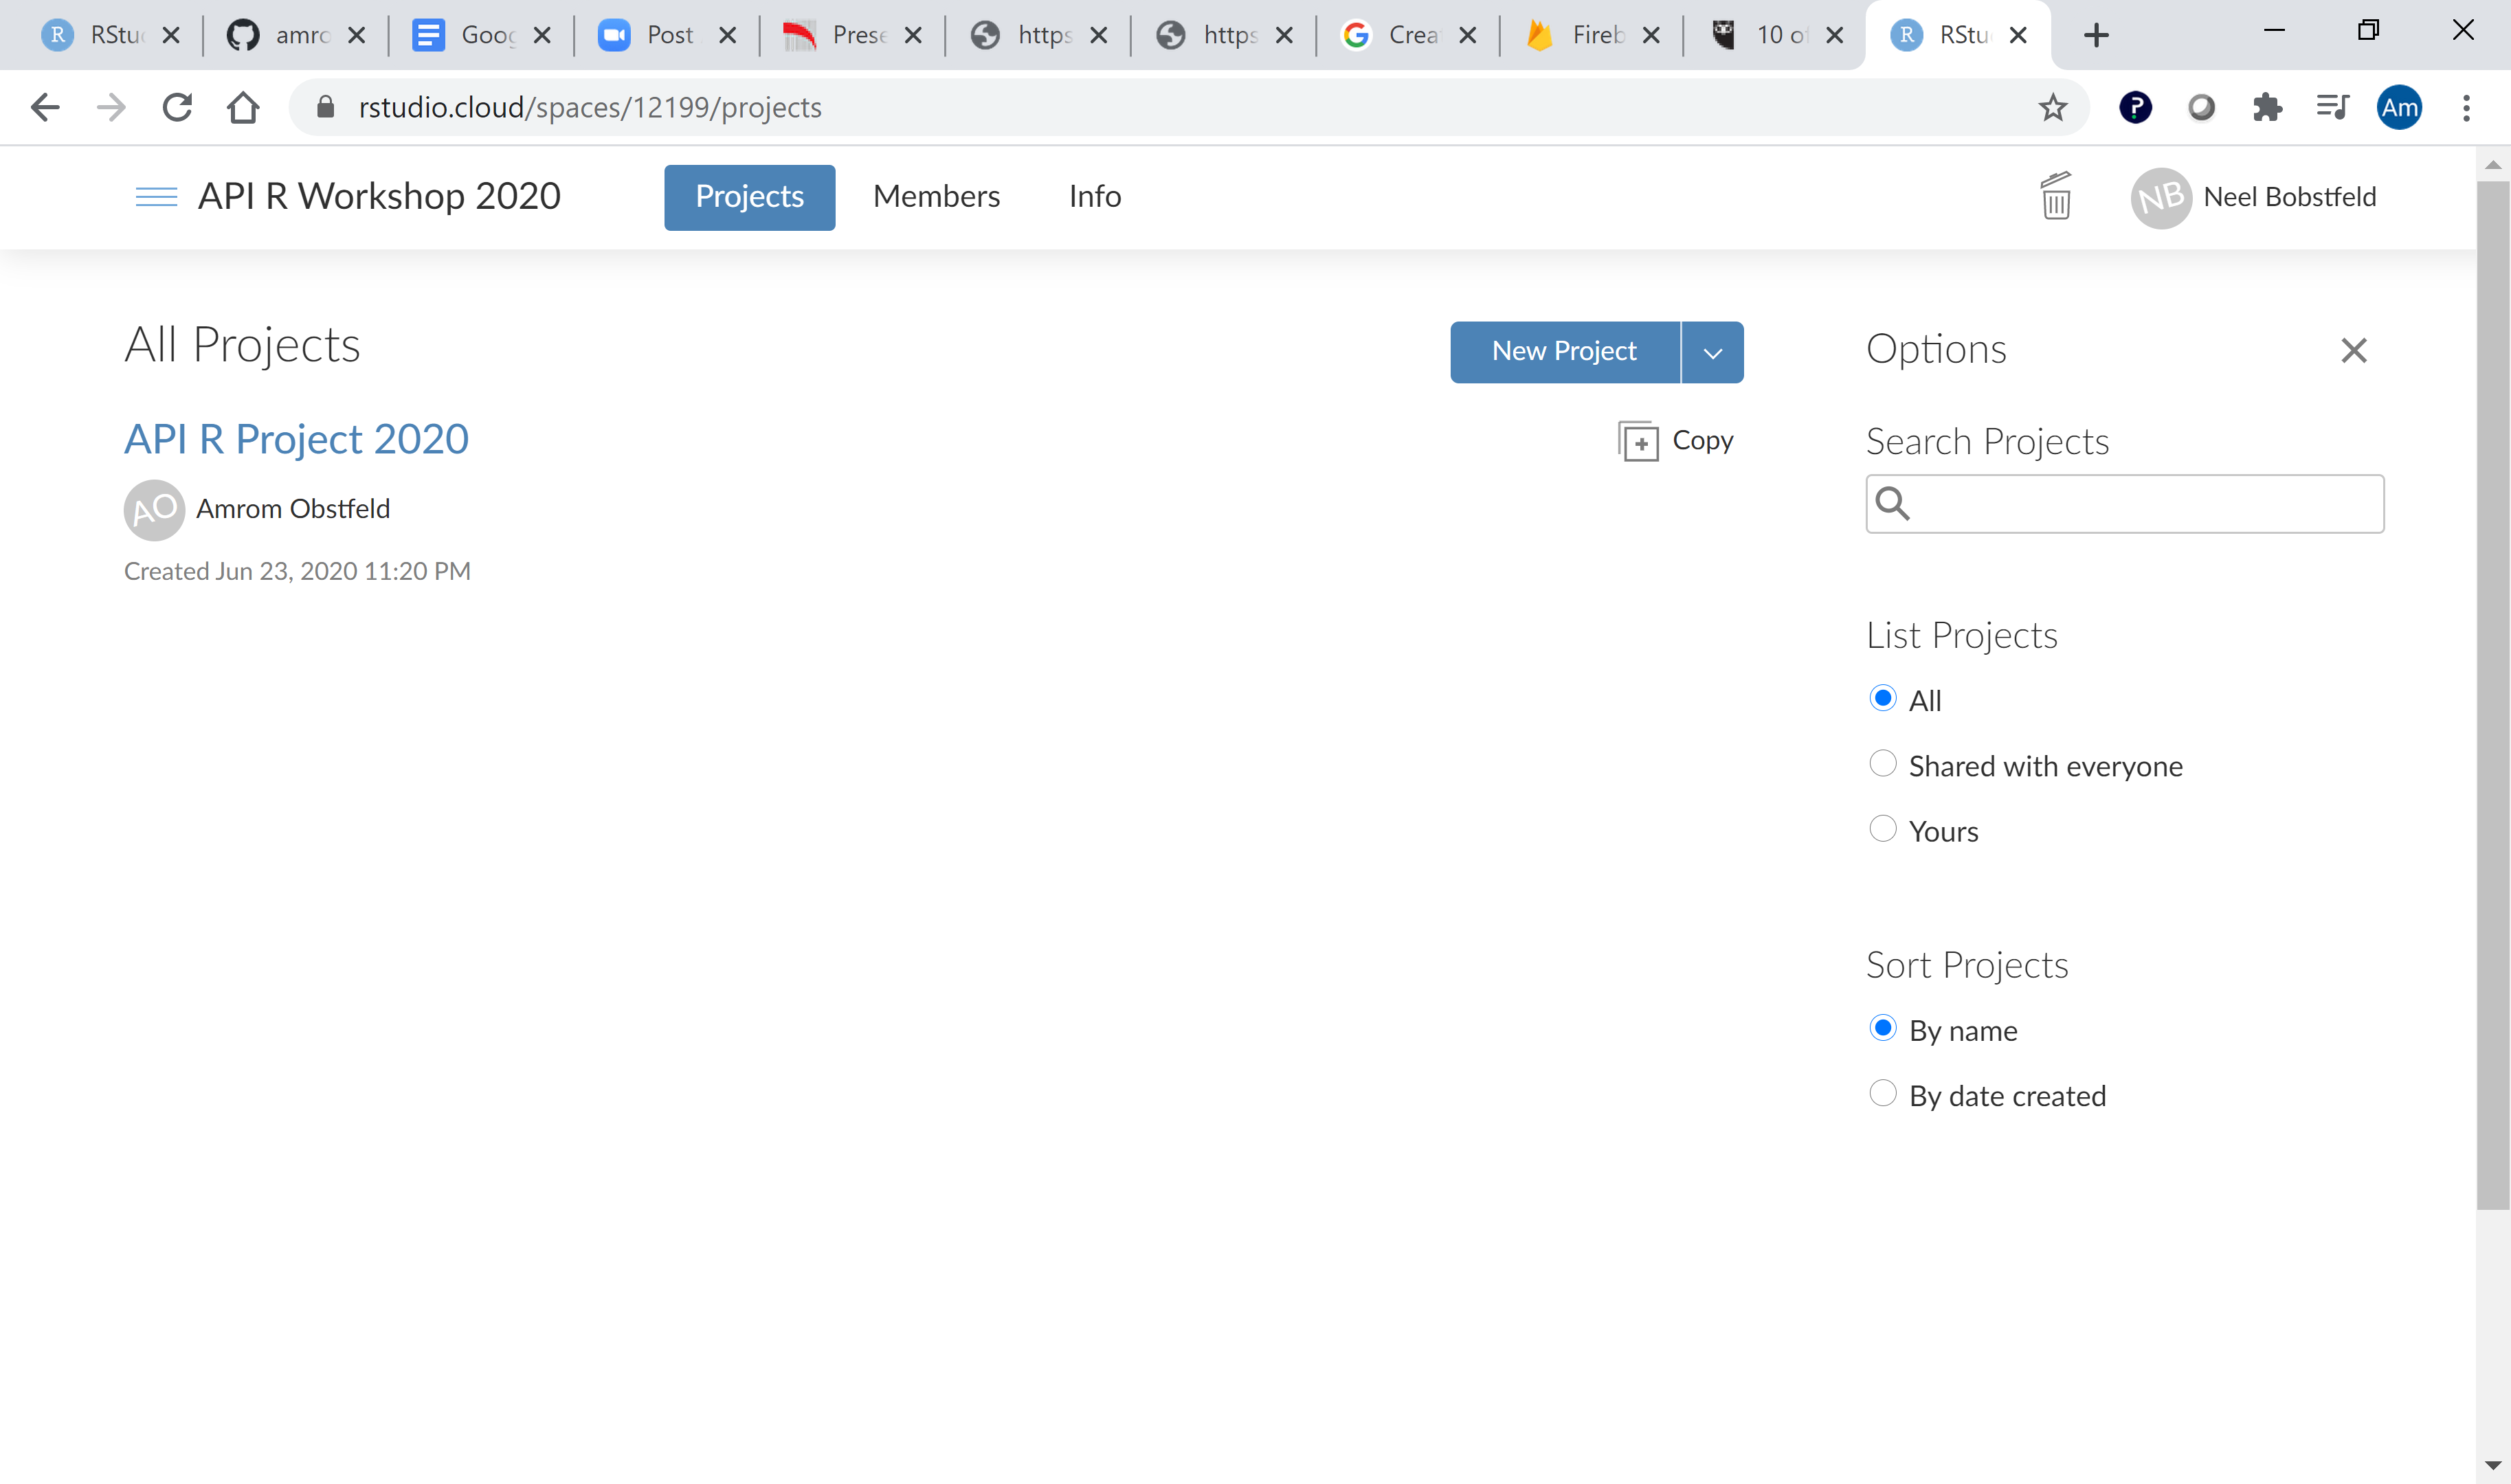 R RStu amro Goog Post Prese https https Crea Fireb 10 o RStu
rstudio.cloud/spaces/12199/projects Am
API R Workshop 2020 Projects Members Info NB Neel Bobstfeld
All Projects New Project Options
API R Project 2020 Copy Search Projects
AO Amrom Obstfeld
Created Jun 23, 2020 11:20 PM
List Projects
All
Shared with everyone
Yours
Sort Projects
By name
By date created